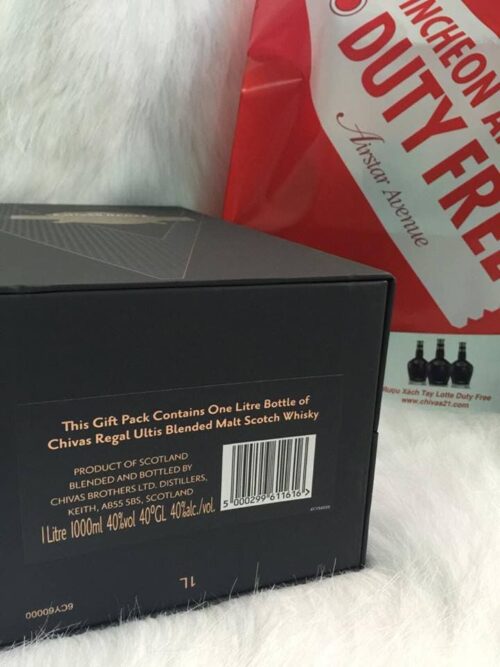 INCHEON
DUTY FREE
Airstar Avenue
Rượu Xách Tay Lotte Duty Free
www.chivas21.com
This Gift Pack Contains One Litre Bottle of
Chivas Regal Ultis Blended Malt Scotch Whisky
PRODUCT OF SCOTLAND
BLENDED AND BOTTLED BY
CHIVAS BROTHERS LTD. DISTILLERS,
KEITH, AB55 5BS, SCOTLAND
1 Litre 1000ml 40%vol 40°GL 40%alc./vol.
5 000299 611616 >
1L
6CY60000